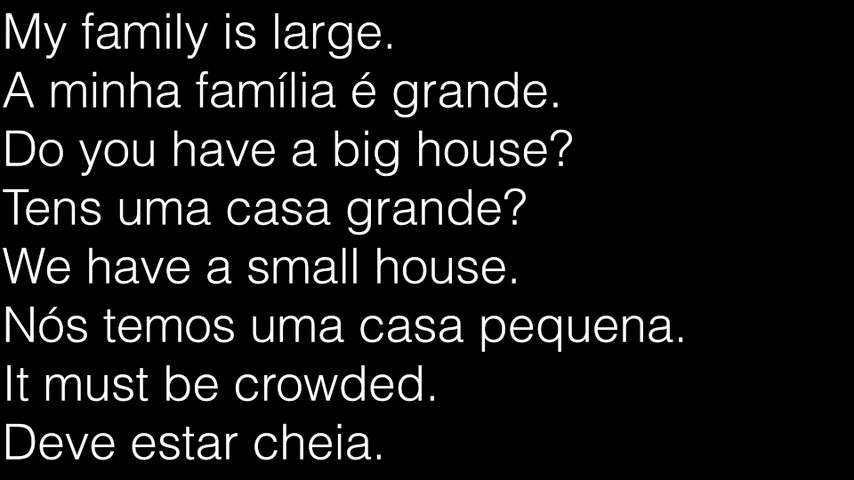 My family is large.
A minha família é grande.
Do you have a big house?
Tens uma casa grande?
We have a small house.
Nós temos uma casa pequena.
It must be crowded.
Deve estar cheia.